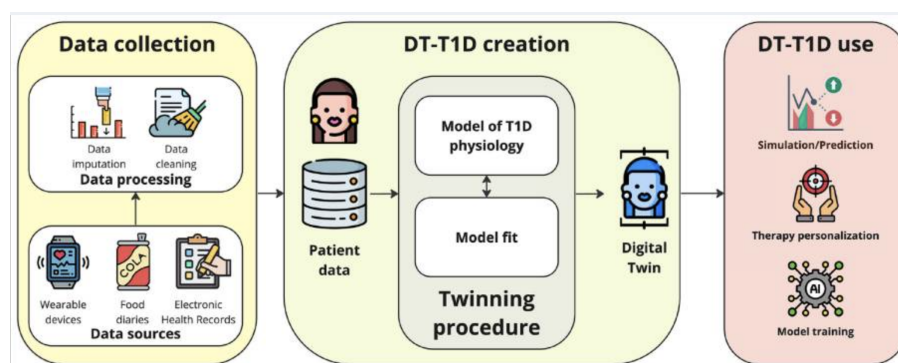 Data collection
Data
imputation
Data
cleaning
Data processing
COLA
Wearable
devices
Food
diaries
Electronic
Health Records
Data sources
DT-T1D creation
Patient
data
Model of T1D
physiology
Model fit
Twinning
procedure
Digital
Twin
DT-T1D use
Simulation/Prediction
Therapy personalization
AI
Model training